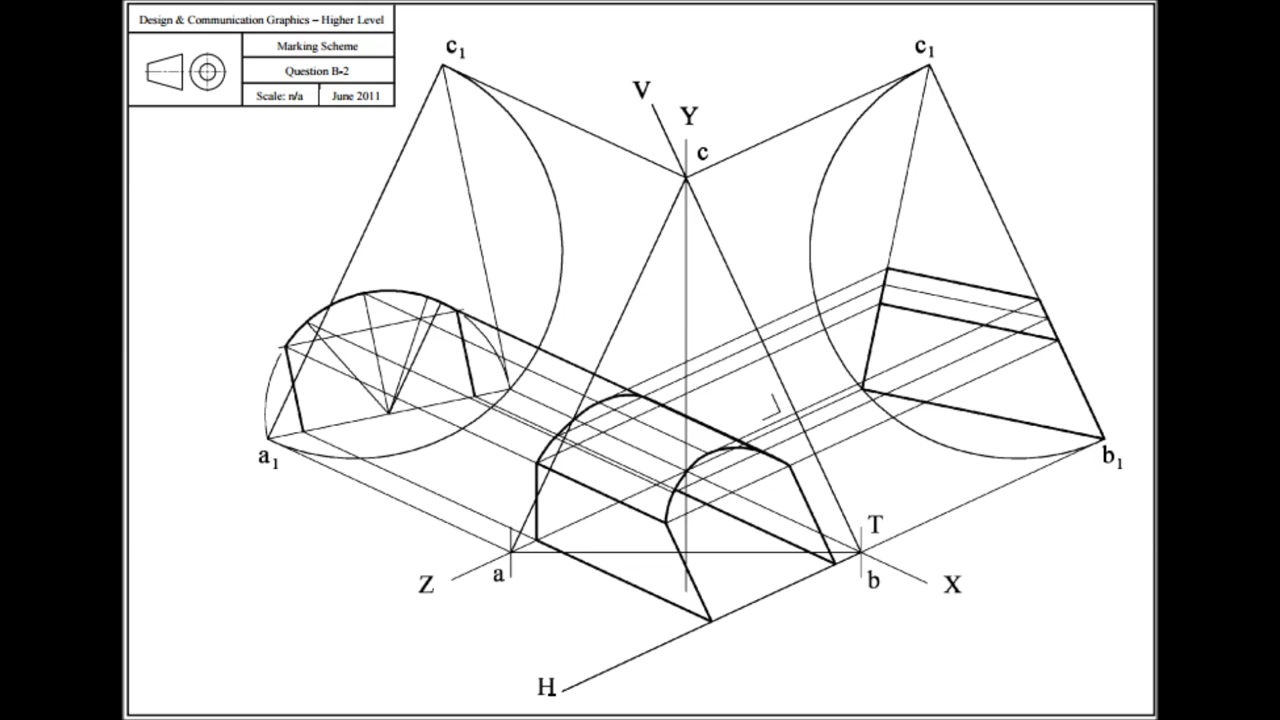 Design & Communication Graphics – Higher Level
Marking Scheme
Question B-2
Scale: n/a
June 2011
c1
c1
V
Y
c
a1
b1
T
Z
a
b
X
H